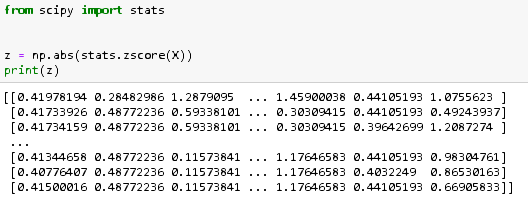 from scipy import stats
z = np.abs(stats.zscore(X))
print(z)
[[0.41978194 0.28482986 1.2879095 ... 1.45900038 0.44105193 1.0755623 ]
[0.41733926 0.48772236 0.59338101 ... 0.30309415 0.44105193 0.49243937]
[0.41734159 0.48772236 0.59338101 ... 0.30309415 0.39642699 1.2087274 ]
...
[0.41344658 0.48772236 0.11573841 ... 1.17646583 0.44105193 0.98304761]
[0.40776407 0.48772236 0.11573841 ... 1.17646583 0.4032249 0.86530163]
[0.41500016 0.48772236 0.11573841 ... 1.17646583 0.44105193 0.66905833]]